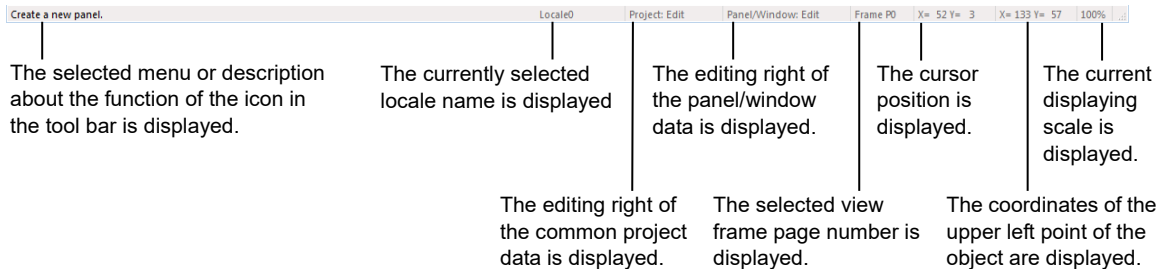 Create a new panel. Locale0 Project: Edit Panel/Window: Edit Frame P0 X= 52 Y= 3 X= 133 Y= 57 100%
The selected menu or description
about the function of the icon in
the tool bar is displayed.
The currently selected
locale name is displayed
The editing right of
the panel/window
data is displayed.
The cursor
position is
displayed.
The current
displaying
scale is
displayed.
The editing right of
the common project
data is displayed.
The selected view
frame page number is
displayed.
The coordinates of the
upper left point of the
object are displayed.